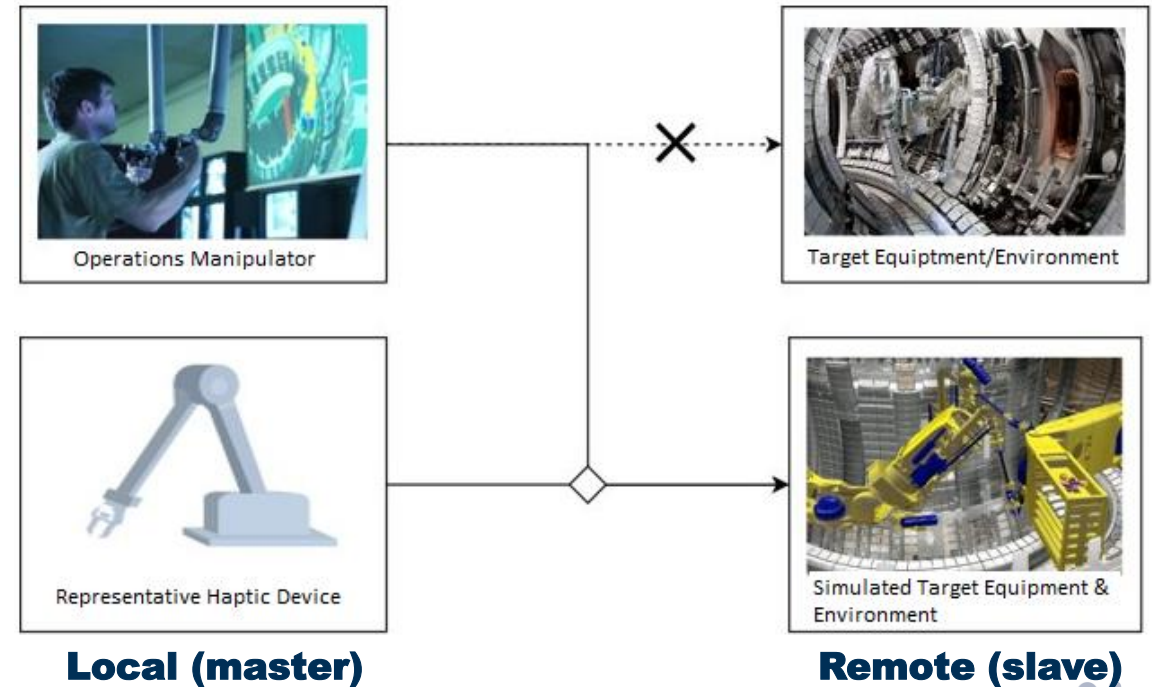 Operations Manipulator
Target Equiptment/Environment
Representative Haptic Device
Simulated Target Equipment &
Environment
Local (master)
Remote (slave)